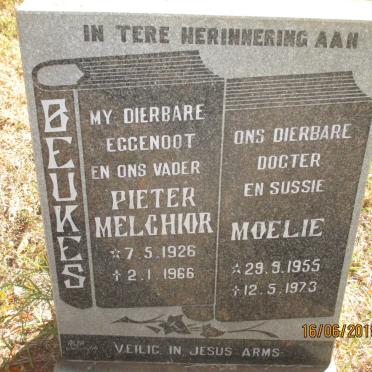 IN TERE HERINNERING AAN
BEUKES
MY DIERBARE
EGGENOOT
EN ONS VADER
PIETER
MELCHIOR
☆ 7.5.1926
✝ 2.1.1966
ONS DIERBARE
DOGTER
EN SUSSIE
MOELIE
☆ 29.9.1955
✝ 12.5.1973
VEILIG IN JESUS ARMS
16/06/201